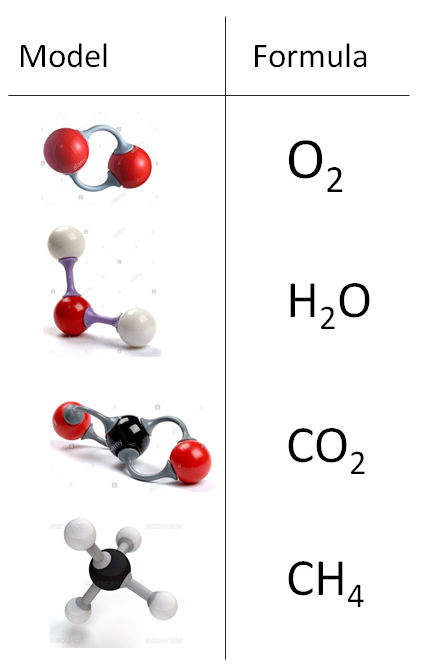 Model Formula
O₂
H₂O
CO₂
CH₄